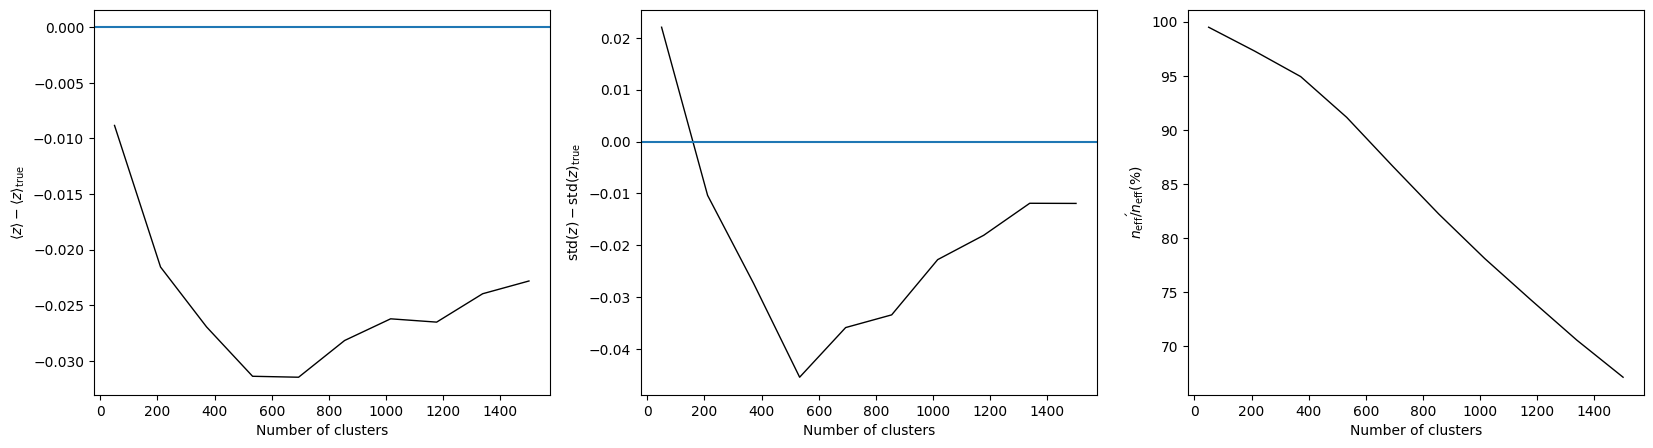 0.000
−0.005
−0.010
−0.015
−0.020
−0.025
−0.030
⟨z⟩ − ⟨z⟩true
0 200 400 600 800 1000 1200 1400
Number of clusters
0.02
0.01
0.00
−0.01
−0.02
−0.03
−0.04
std(z) − std(z)true
0 200 400 600 800 1000 1200 1400
Number of clusters
100
95
90
85
80
75
70
n′eff/neff(%)
0 200 400 600 800 1000 1200 1400
Number of clusters